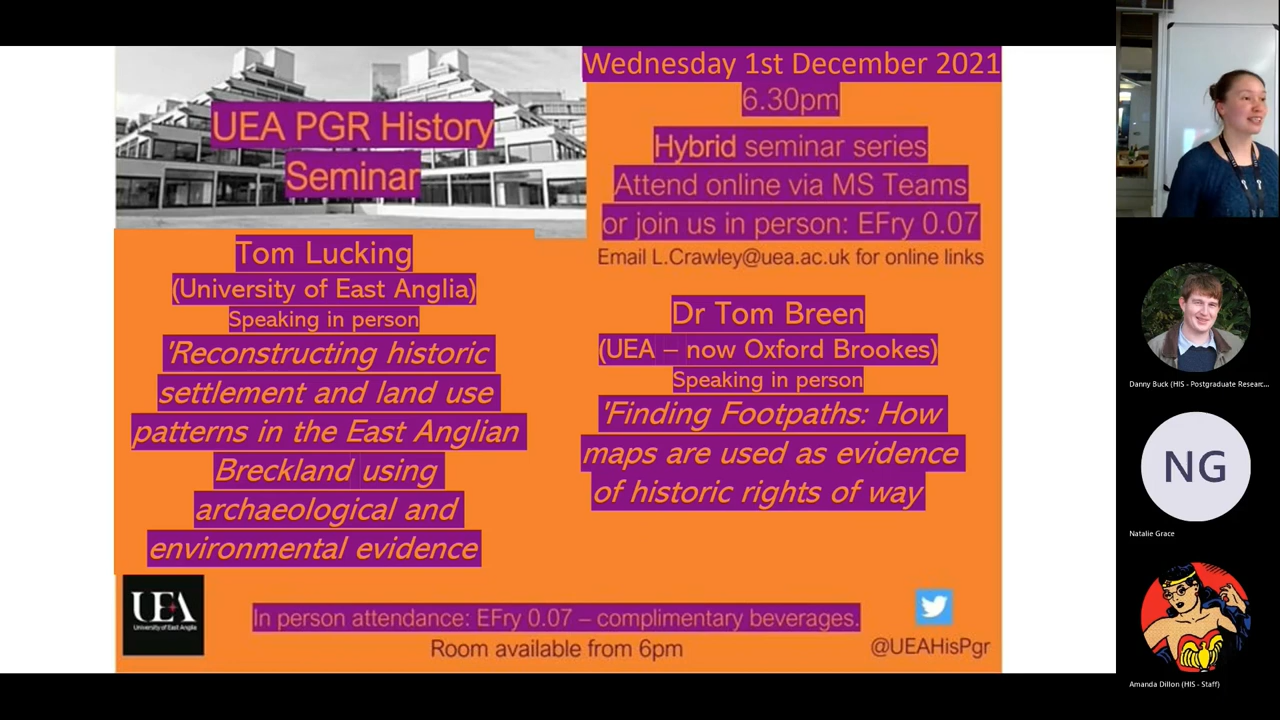 UEA PGR History
Seminar
Wednesday 1st December 2021
6.30pm
Hybrid seminar series
Attend online via MS Teams
or join us in person: EFry 0.07
Email L.Crawley@uea.ac.uk for online links
Tom Lucking
(University of East Anglia)
Speaking in person
'Reconstructing historic
settlement and land use
patterns in the East Anglian
Breckland using
archaeological and
environmental evidence
Dr Tom Breen
(UEA – now Oxford Brookes)
Speaking in person
'Finding Footpaths: How
maps are used as evidence
of historic rights of way
UEA
University of East Anglia
In person attendance: EFry 0.07 – complimentary beverages.
Room available from 6pm
@UEAHisPgr
Danny Buck (HIS - Postgraduate Researc...
NG
Natalie Grace
Amanda Dillon (HIS - Staff)